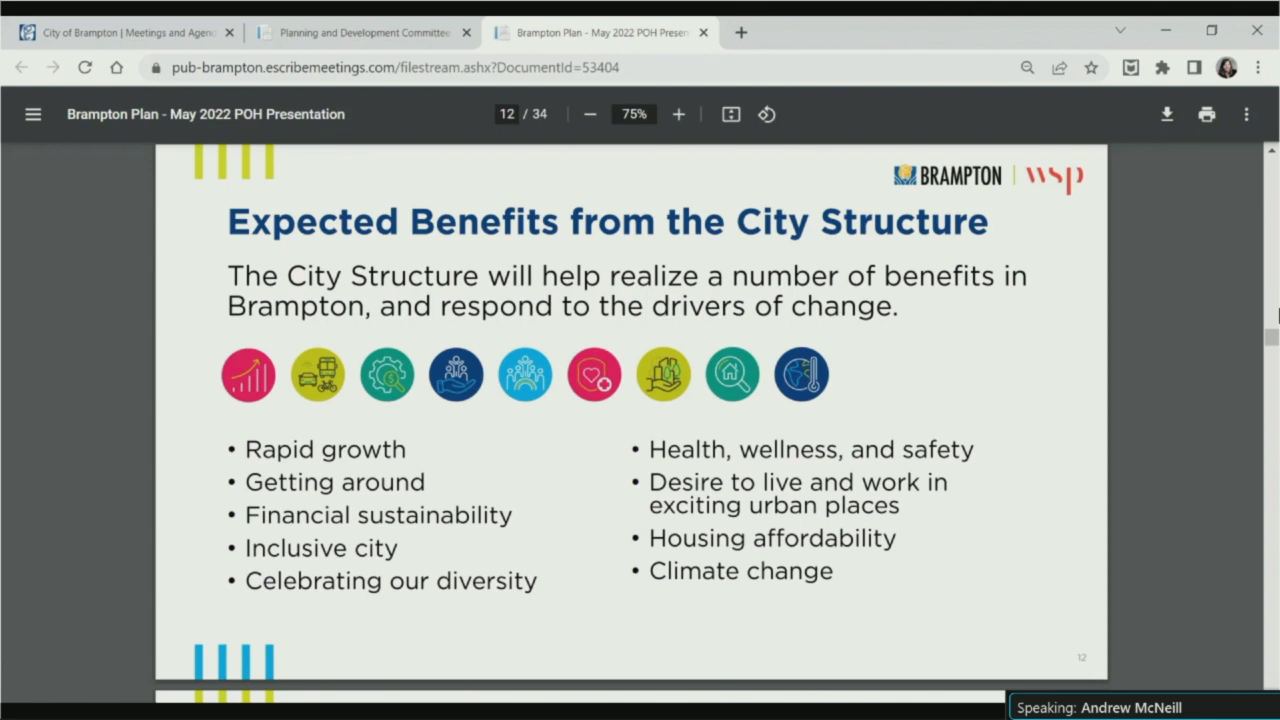 City of Brampton | Meetings and Agen
Planning and Development Committee
Brampton Plan - May 2022 POH Presen
pub-brampton.escribemeetings.com/filestream.ashx?DocumentId=53404
Brampton Plan - May 2022 POH Presentation
12 / 34
75%
BRAMPTON | wsp
Expected Benefits from the City Structure
The City Structure will help realize a number of benefits in
Brampton, and respond to the drivers of change.
• Rapid growth
• Getting around
• Financial sustainability
• Inclusive city
• Celebrating our diversity
• Health, wellness, and safety
• Desire to live and work in
exciting urban places
• Housing affordability
• Climate change
12
Speaking: Andrew McNeill